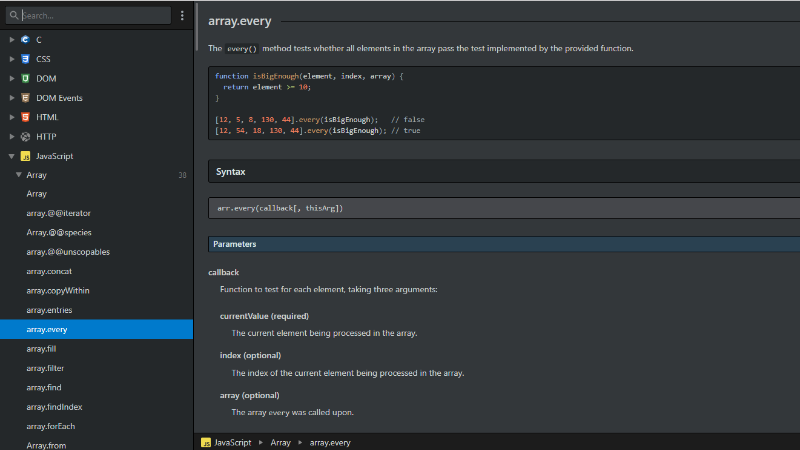 Search...
C
CSS
DOM
DOM Events
HTML
HTTP
JavaScript
Array 38
Array
array.@@iterator
Array.@@species
array.@@unscopables
array.concat
array.copyWithin
array.entries
array.every
array.fill
array.filter
array.find
array.findIndex
array.forEach
Array.from
array.every
The every() method tests whether all elements in the array pass the test implemented by the provided function.
function isBigEnough(element, index, array) {
return element >= 10;
}
[12, 5, 8, 130, 44].every(isBigEnough); // false
[12, 54, 18, 130, 44].every(isBigEnough); // true
Syntax
arr.every(callback[, thisArg])
Parameters
callback
Function to test for each element, taking three arguments:
currentValue (required)
The current element being processed in the array.
index (optional)
The index of the current element being processed in the array.
array (optional)
The array every was called upon.
JS JavaScript Array array.every